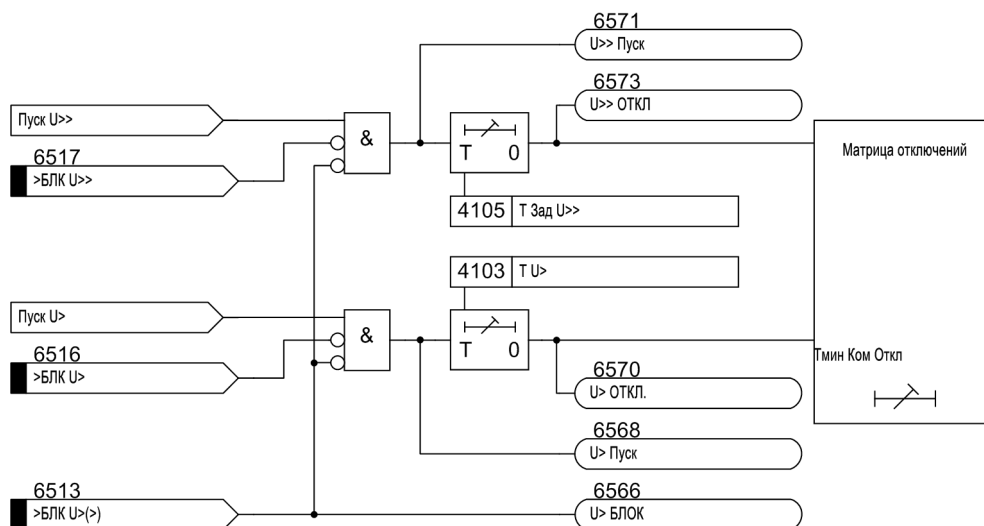 6571
U>> Пуск
6573
U>> ОТКЛ
Пуск U>>
&
T 0
Матрица отключений
6517
>БЛК U>>
4105 Т Зад U>>
4103 Т U>
Пуск U>
&
T 0
6516
>БЛК U>
Tмин Ком Откл
6570
U> ОТКЛ.
6568
U> Пуск
6513
>БЛК U>(>)
6566
U> БЛОК